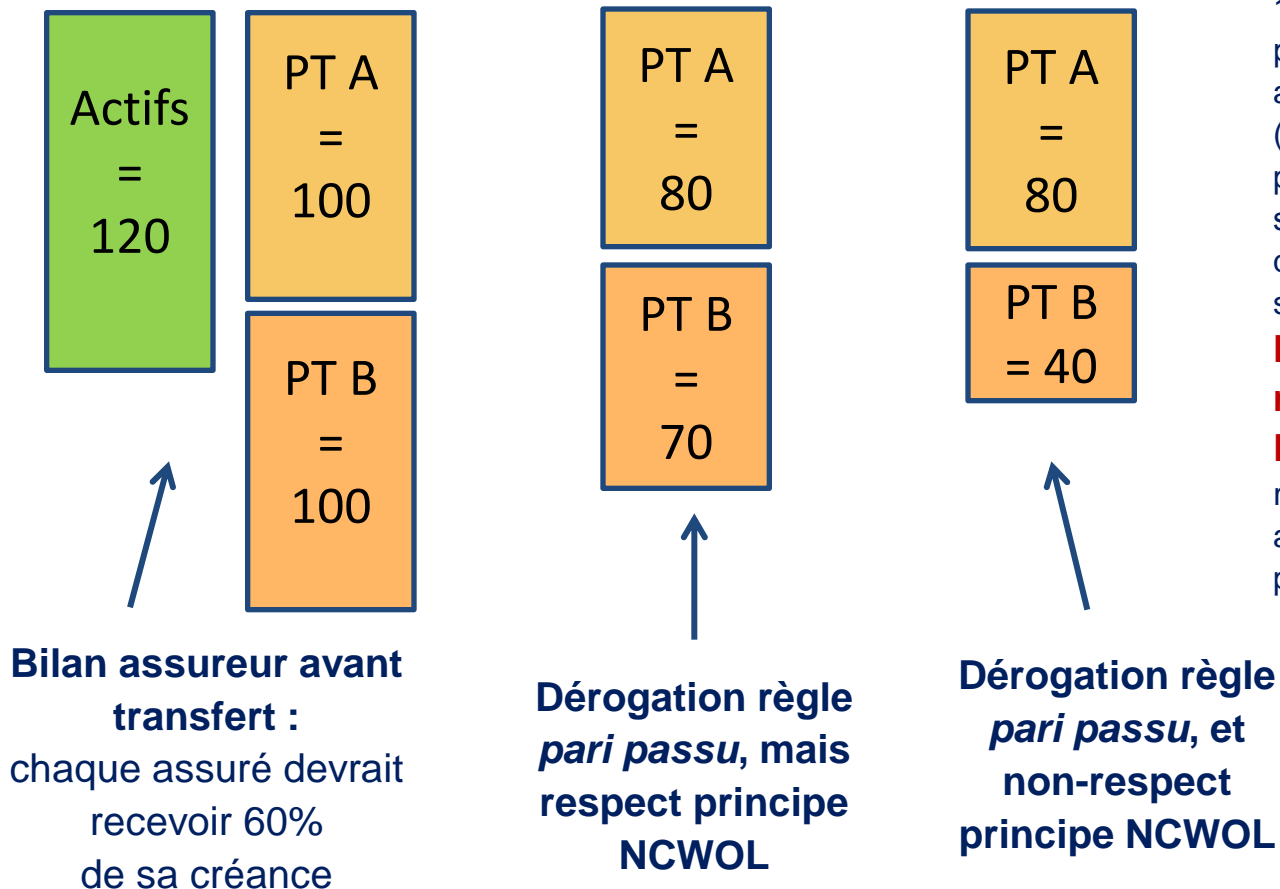 Actifs
=
120
PT A
=
100
PT B
=
100
PT A
=
80
PT B
=
70
PT A
=
80
PT B
= 40
Bilan assureur avant
transfert :
chaque assuré devrait
recevoir 60%
de sa créance
Dérogation règle
pari passu, mais
respect principe
NCWOL
Dérogation règle
pari passu, et
non-respect
principe NCWOL